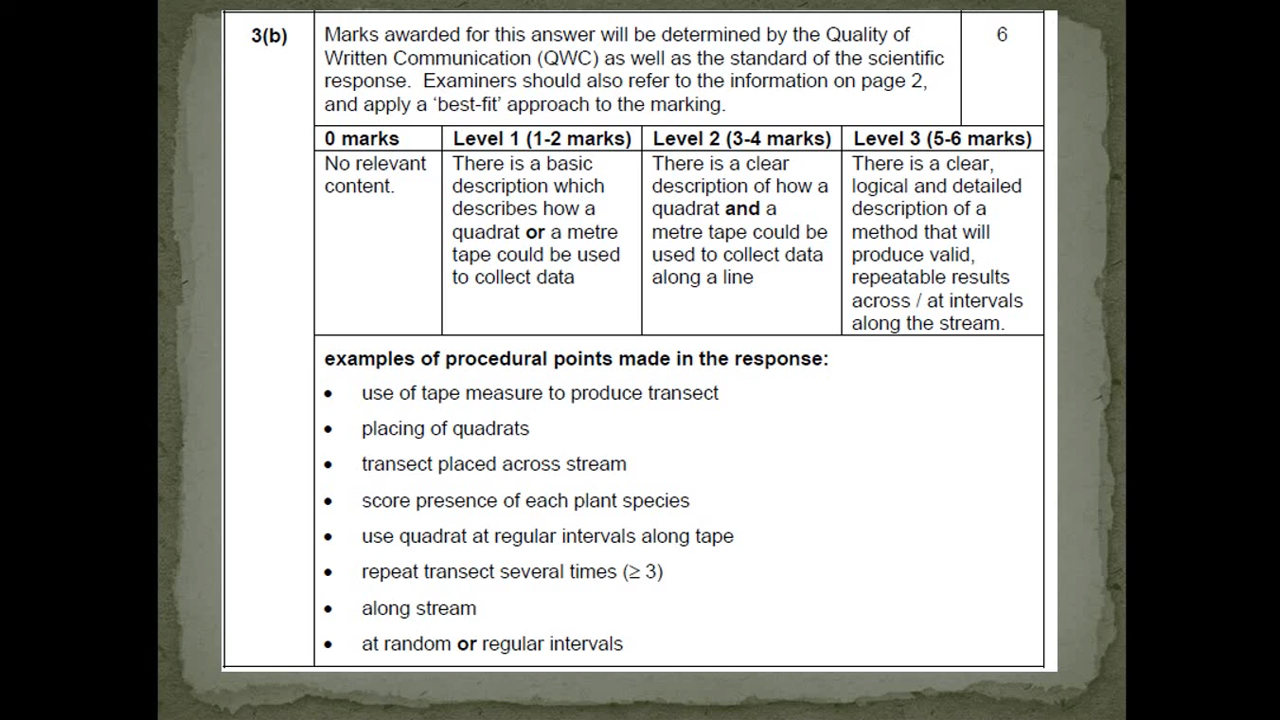 3(b)
Marks awarded for this answer will be determined by the Quality of
Written Communication (QWC) as well as the standard of the scientific
response. Examiners should also refer to the information on page 2,
and apply a ‘best-fit’ approach to the marking.
6
0 marks
No relevant
content.
Level 1 (1-2 marks)
There is a basic
description which
describes how a
quadrat or a metre
tape could be used
to collect data
Level 2 (3-4 marks)
There is a clear
description of how a
quadrat and a
metre tape could be
used to collect data
along a line
Level 3 (5-6 marks)
There is a clear,
logical and detailed
description of a
method that will
produce valid,
repeatable results
across / at intervals
along the stream.
examples of procedural points made in the response:
• use of tape measure to produce transect
• placing of quadrats
• transect placed across stream
• score presence of each plant species
• use quadrat at regular intervals along tape
• repeat transect several times (≥ 3)
• along stream
• at random or regular intervals